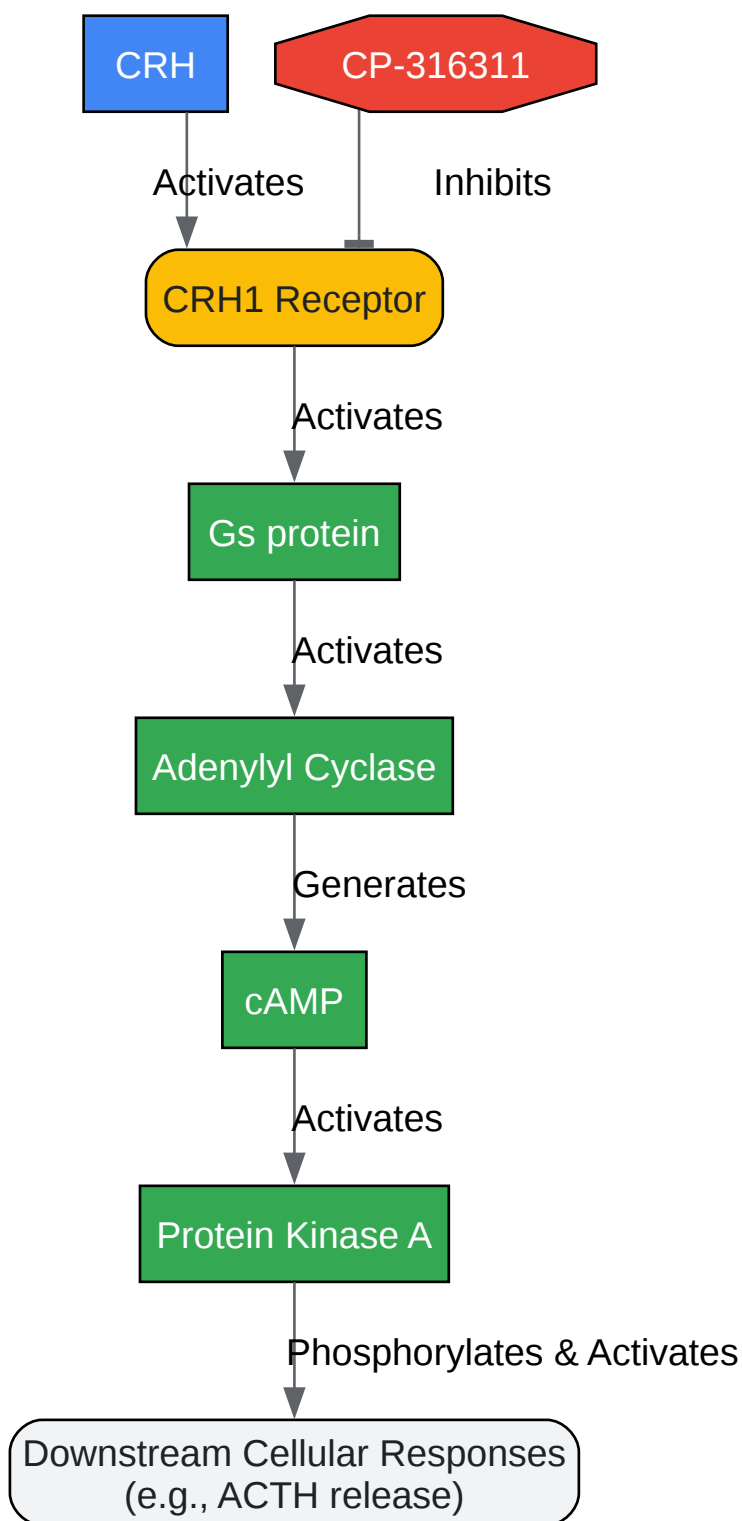 CRH
CP-316311
Activates
Inhibits
CRH1 Receptor
Activates
Gs protein
Activates
Adenylyl Cyclase
Generates
cAMP
Activates
Protein Kinase A
Phosphorylates & Activates
Downstream Cellular Responses
(e.g., ACTH release)